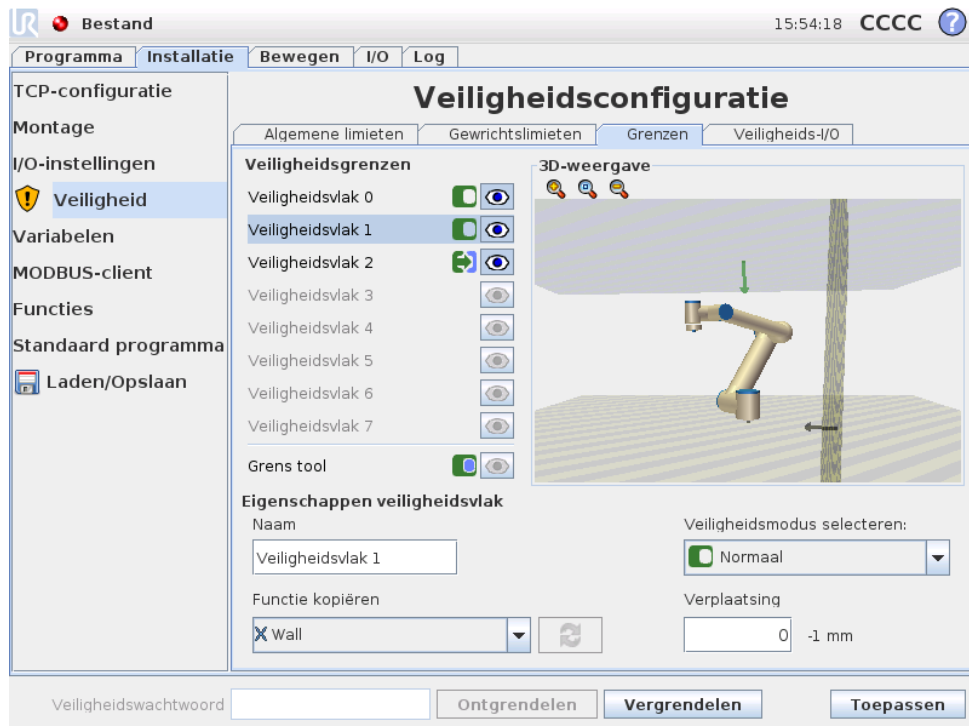 UR Bestand 15:54:18 CCCC ?
Programma Installatie Bewegen I/O Log
TCP-configuratie
Montage
I/O-instellingen
Veiligheid
Variabelen
MODBUS-client
Functies
Standaard programma
Laden/Opslaan
Veiligheidsconfiguratie
Algemene limieten Gewrichtslimieten Grenzen Veiligheids-I/O
Veiligheidsgrenzen
Veiligheidsvlak 0
Veiligheidsvlak 1
Veiligheidsvlak 2
Veiligheidsvlak 3
Veiligheidsvlak 4
Veiligheidsvlak 5
Veiligheidsvlak 6
Veiligheidsvlak 7
Grens tool
3D-weergave
Eigenschappen veiligheidsvlak
Naam
Veiligheidsvlak 1
Functie kopiëren
Wall
Veiligheidsmodus selecteren:
Normaal
Verplaatsing
0 -1 mm
Veiligheidswachtwoord Ontgrendelen Vergrendelen Toepassen